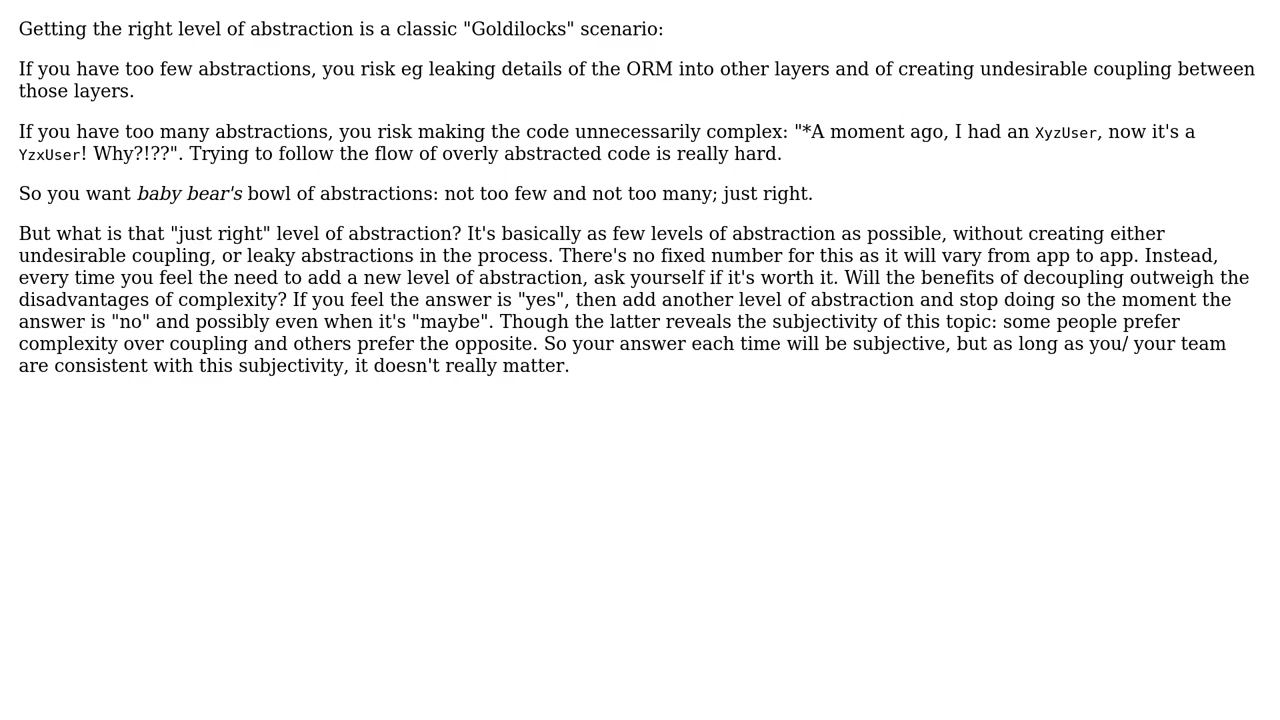 Getting the right level of abstraction is a classic "Goldilocks" scenario:
If you have too few abstractions, you risk eg leaking details of the ORM into other layers and of creating undesirable coupling between
those layers.
If you have too many abstractions, you risk making the code unnecessarily complex: "*A moment ago, I had an XyzUser, now it's a
YzxUser! Why?!??". Trying to follow the flow of overly abstracted code is really hard.
So you want baby bear's bowl of abstractions: not too few and not too many; just right.
But what is that "just right" level of abstraction? It's basically as few levels of abstraction as possible, without creating either
undesirable coupling, or leaky abstractions in the process. There's no fixed number for this as it will vary from app to app. Instead,
every time you feel the need to add a new level of abstraction, ask yourself if it's worth it. Will the benefits of decoupling outweigh the
disadvantages of complexity? If you feel the answer is "yes", then add another level of abstraction and stop doing so the moment the
answer is "no" and possibly even when it's "maybe". Though the latter reveals the subjectivity of this topic: some people prefer
complexity over coupling and others prefer the opposite. So your answer each time will be subjective, but as long as you/ your team
are consistent with this subjectivity, it doesn't really matter.